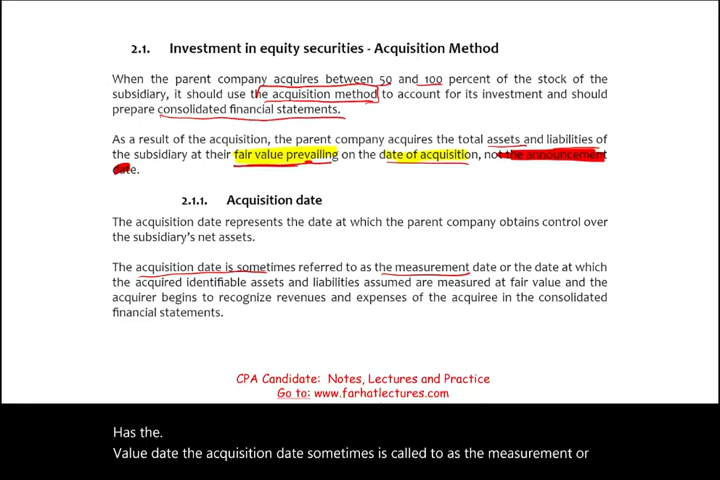 2.1. Investment in equity securities - Acquisition Method
When the parent company acquires between 50 and 100 percent of the stock of the
subsidiary, it should use the acquisition method to account for its investment and should
prepare consolidated financial statements.
As a result of the acquisition, the parent company acquires the total assets and liabilities of
the subsidiary at their fair value prevailing on the date of acquisition, not the announcement
date.
2.1.1. Acquisition date
The acquisition date represents the date at which the parent company obtains control over
the subsidiary's net assets.
The acquisition date is sometimes referred to as the measurement date or the date at which
the acquired identifiable assets and liabilities assumed are measured at fair value and the
acquirer begins to recognize revenues and expenses of the acquiree in the consolidated
financial statements.
CPA Candidate: Notes, Lectures and Practice
Go to: www.farhatlectures.com
Has the.
Value date the acquisition date sometimes is called to as the measurement or